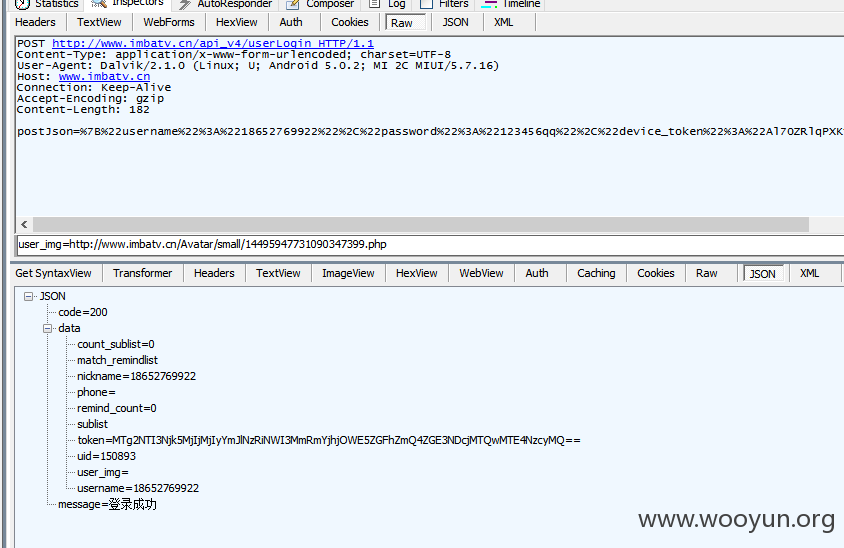 Statistics Inspectors AutoResponder Composer Log Filters Timeline
Headers TextView WebForms HexView Auth Cookies Raw JSON XML
POST http://www.imbatv.cn/api_v4/userLogin HTTP/1.1
Content-Type: application/x-www-form-urlencoded; charset=UTF-8
User-Agent: Dalvik/2.1.0 (Linux; U; Android 5.0.2; MI 2C MIUI/5.7.16)
Host: www.imbatv.cn
Connection: Keep-Alive
Accept-Encoding: gzip
Content-Length: 182
postJson=%7B%22username%22%3A%2218652769922%22%2C%22password%22%3A%22123456qq%22%2C%22device_token%22%3A%22Al7OZRlqPXK
user_img=http://www.imbatv.cn/Avatar/small/14495947731090347399.php
Get SyntaxView Transformer Headers TextView ImageView HexView WebView Auth Caching Cookies Raw JSON XML
JSON
code=200
data
count_sublist=0
match_remindlist
nickname=18652769922
phone=
remind_count=0
sublist
token=MTg2NTI3Njk5MjIjMjIyYmJlNzRiNWI3MmRmYjhjOWE5ZGFhZmQ4ZGE3NDcjMTQwMTE4NzcyMQ==
uid=150893
user_img=
username=18652769922
message=登录成功
www.wooyun.org